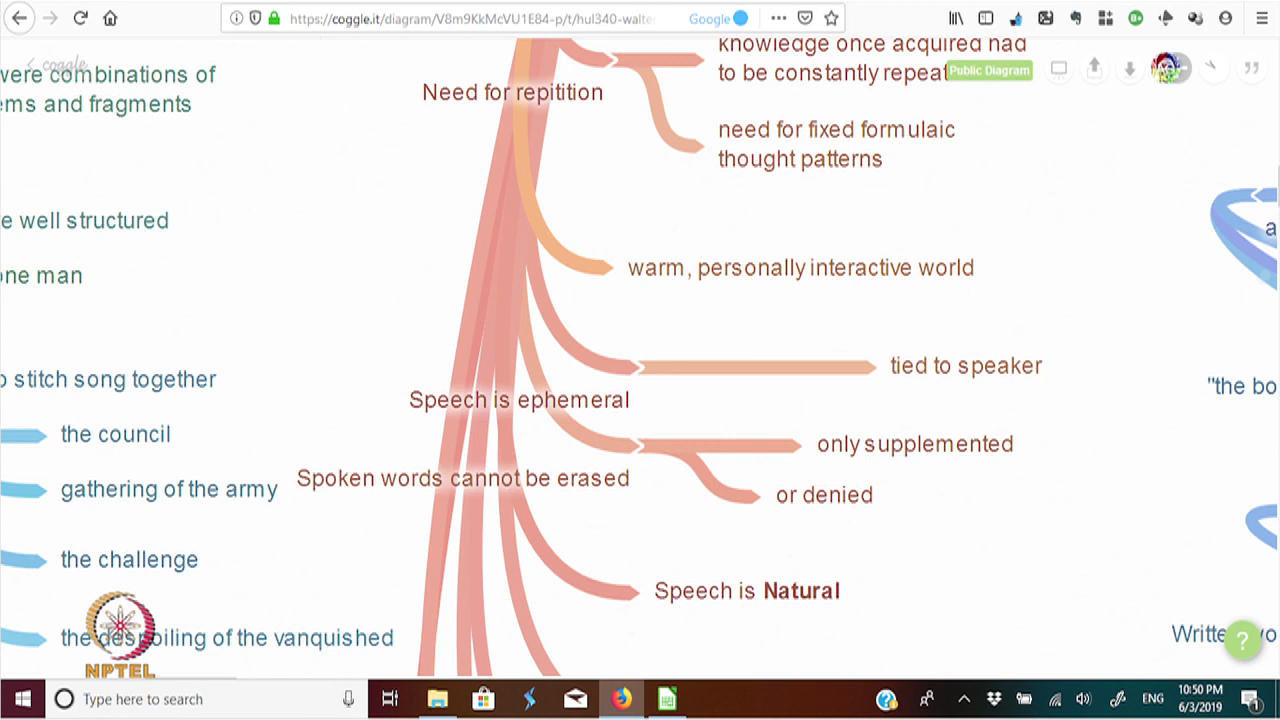 https://coggle.it/diagram/V8m9KkMcVU1E84-p/t/hul340-walte
Google
coggle
Public Diagram
were combinations of
ems and fragments
e well structured
one man
o stitch song together
the council
gathering of the army
the challenge
the despoiling of the vanquished
NPTEL
Need for repitition
knowledge once acquired had
to be constantly repeat
need for fixed formulaic
thought patterns
warm, personally interactive world
tied to speaker
Speech is ephemeral
only supplemented
Spoken words cannot be erased
or denied
Speech is Natural
a
"the bo
Writte
wo
?
Type here to search
ENG
10:50 PM
6/3/2019
1